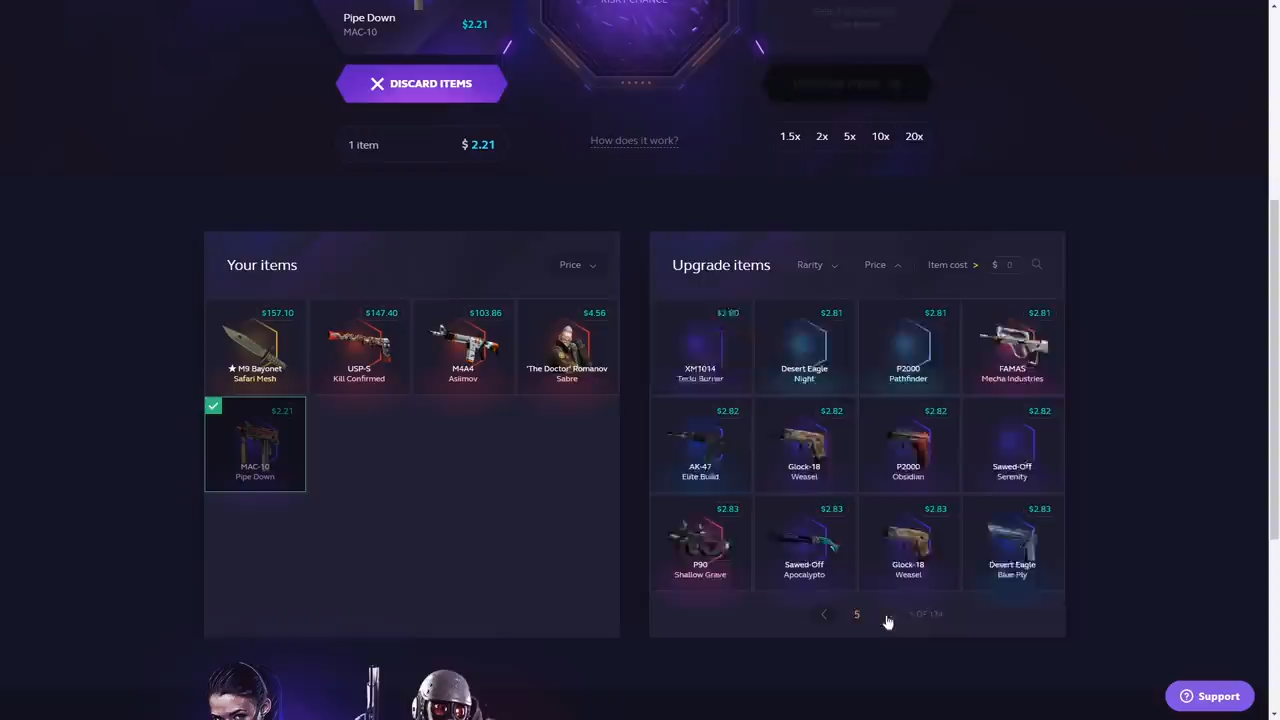 RISKY CHANCE
Pipe Down
MAC-10
$2.21
DISCARD ITEMS
1 item
$ 2.21
How does it work?
1.5x 2x 5x 10x 20x
Your items
Price
$157.10
★ M9 Bayonet
Safari Mesh
$147.40
USP-S
Kill Confirmed
$103.86
M4A4
Asiimov
$4.56
'The Doctor' Romanov
Sabre
$2.21
MAC-10
Pipe Down
Upgrade items
Rarity
Price
Item cost >
$ 0
XM1014
$2.81
Desert Eagle
Night
$2.81
P2000
Pathfinder
$2.81
FAMAS
Mecha Industries
$2.82
AK-47
Elite Build
$2.82
Glock-18
Weasel
$2.82
P2000
Obsidian
$2.82
Sawed-Off
Serenity
$2.83
P90
Shallow Grave
$2.83
Sawed-Off
Apocalypto
$2.83
Glock-18
Weasel
$2.83
Desert Eagle
Blue Ply
5
Support